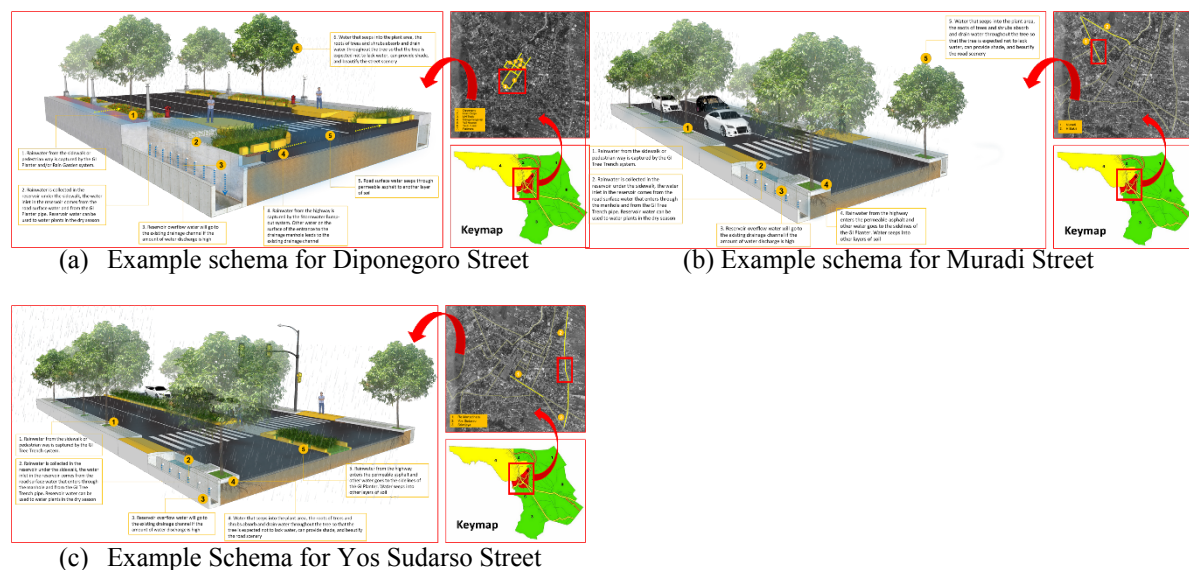 6. Water that seeps into the plant area,
the roots of trees and shrubs absorb and drain
water throughout the tree so that the tree is
expected not to lack water, can provide shade,
and beautify the street scenery
1. Rainwater from the sidewalk or
pedestrian way is captured by the GI
Planter and/or Rain Garden system.
2. Rainwater is collected in the
reservoir under the sidewalk, the water
inlet in the reservoir comes from the
road surface water and from the GI
Planter pipe. Reservoir water can be
used to water plants in the dry season
3. Reservoir overflow water will go to
the existing drainage channel if the
amount of water discharge is high
4. Rainwater from the highway is
captured by the Stormwater Bump-
out system. Other water on the
surface of the entrance to the
drainage manhole leads to the
existing drainage channel
5. Road surface water seeps through
permeable asphalt to another layer
of soil
1
2
3
4
5
6
Keymap
(a) Example schema for Diponegoro Street
5. Water that seeps into the plant area,
the roots of trees and shrubs absorb
and drain water throughout the tree so
that the tree is expected not to lack
water, can provide shade, and beautify the
road scenery
1. Rainwater from the sidewalk or
pedestrian way is captured by the GI
Tree Trench system.
2. Rainwater is collected in the
reservoir under the sidewalk, the water
inlet in the reservoir comes from the
road surface water that enters through
the manhole and from the GI Tree
Trench pipe. Reservoir water can be
used to water plants in the dry season
3. Reservoir overflow water will go to
the existing drainage channel if the
amount of water discharge is high
4. Rainwater from the highway
enters the permeable asphalt and
other water goes to the sidelines of
the GI Planter. Water seeps into
other layers of soil
1
2
3
4
5
Keymap
(b) Example schema for Muradi Street
1. Rainwater from the sidewalk or
pedestrian way is captured by the GI
Tree Trench system.
2. Rainwater is collected in the
reservoir under the sidewalk, the water
inlet in the reservoir comes from the
road surface water that enters through
the manhole and from the GI Tree
Trench pipe. Reservoir water can be
used to water plants in the dry season
3. Reservoir overflow water will go to
the existing drainage channel if the
amount of water discharge is high
Water that seeps into the plant area, the roots of trees and
shrubs absorb and drain water throughout the tree so that the
tree is expected not to lack water, can provide shade, and beautify
the road scenery
Rainwater from the highway
enters the permeable asphalt and
other water goes to the sidelines of
the GI Planter. Water seeps into
other layers of soil
1
2
3
4
Keymap
(c) Example Schema for Yos Sudarso Street